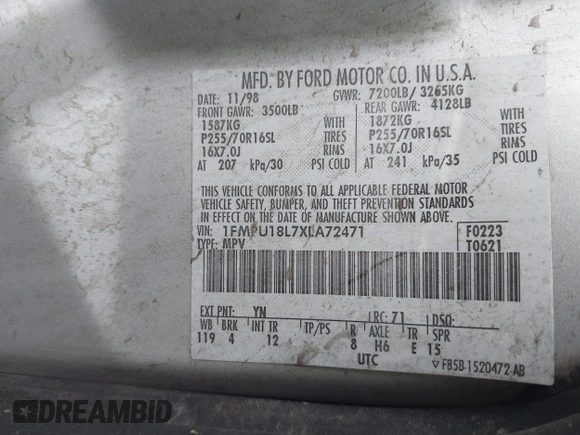 MFD. BY FORD MOTOR CO. IN U.S.A.
DATE: 11/98 GVWR: 7200LB/ 3265KG
FRONT GAWR: 3500LB REAR GAWR: 4128LB
1587KG WITH 1872KG WITH
P255/70R16SL TIRES P255/70R16SL TIRES
16X7.0J RIMS 16X7.0J RIMS
AT 207 kPa/30 PSI COLD AT 241 kPa/35 PSI COLD
THIS VEHICLE CONFORMS TO ALL APPLICABLE FEDERAL MOTOR
VEHICLE SAFETY, BUMPER, AND THEFT PREVENTION STANDARDS
IN EFFECT ON THE DATE OF MANUFACTURE SHOWN ABOVE.
VIN: 1FMPU18L7XLA72471 F0223
TYPE: MPV T0621
EXT PNT: YN RC: 71 DSO:
WB BRK INT TR TP/PS R AXLE TR SPR
119 4 12 8 H6 E 15
UTC ▽F85B-1520472-AB
DREAMBID